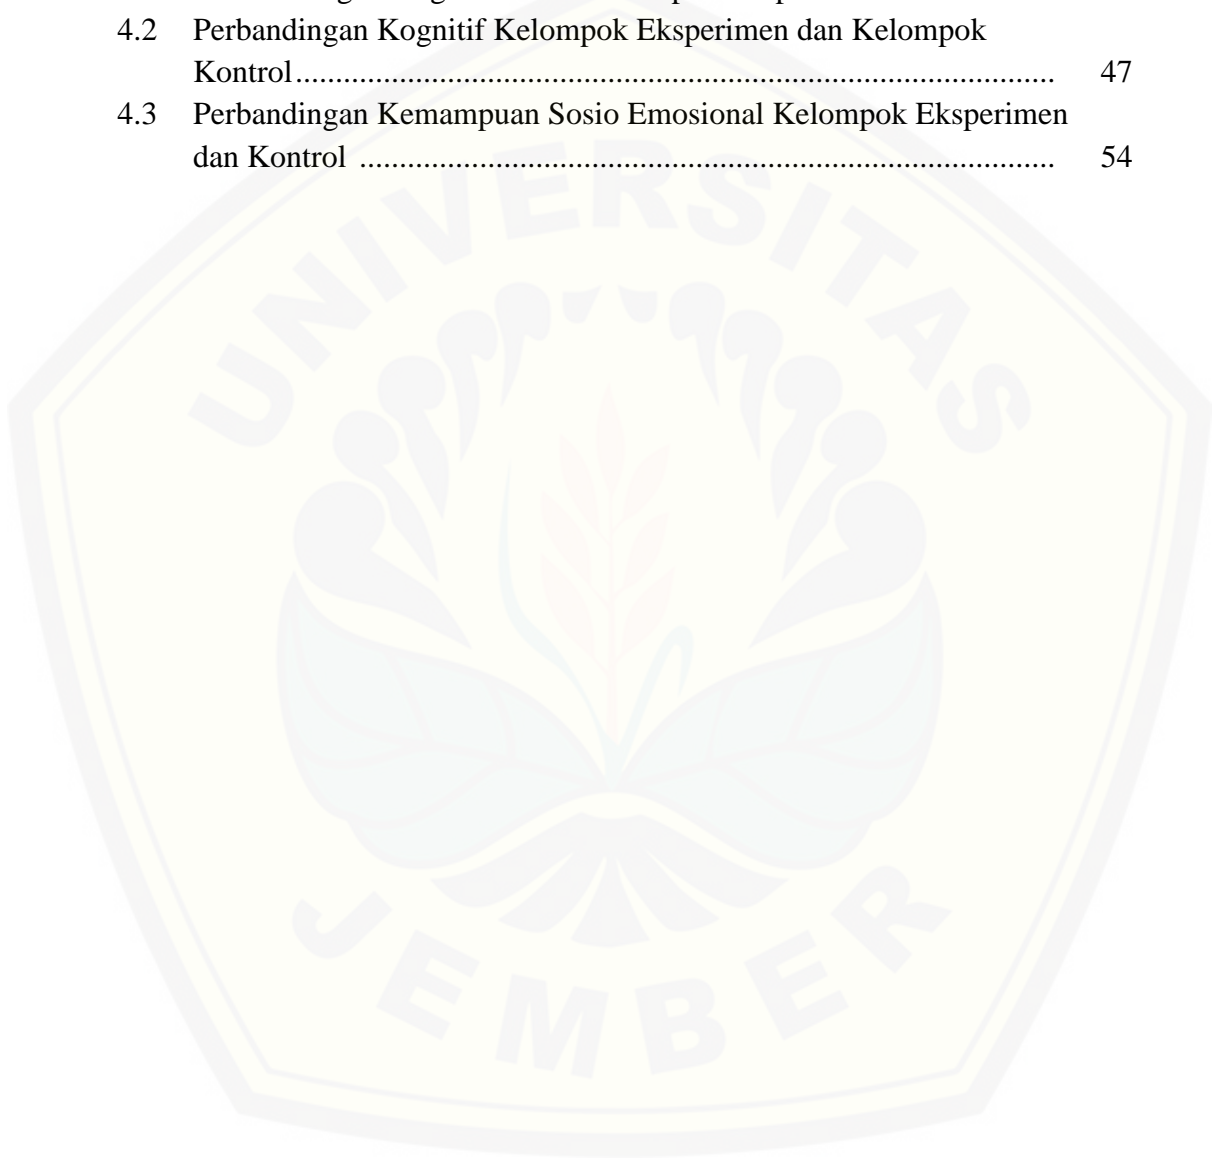 4.2 Perbandingan Kognitif Kelompok Eksperimen dan Kelompok
Kontrol................................................................................................ 47
4.3 Perbandingan Kemampuan Sosio Emosional Kelompok Eksperimen
dan Kontrol ........................................................................................ 54
UNIVERSITAS
JEMBER